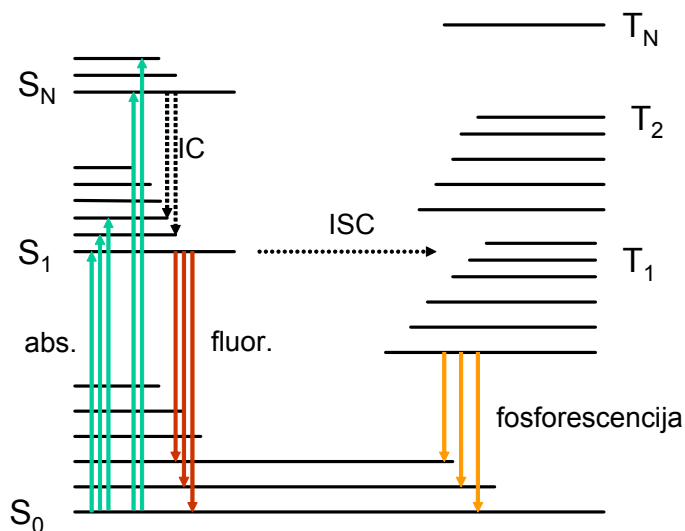 T_N
S_N
T_2
IC
ISC
S_1
T_1
abs.
fluor.
fosforescencija
S_0